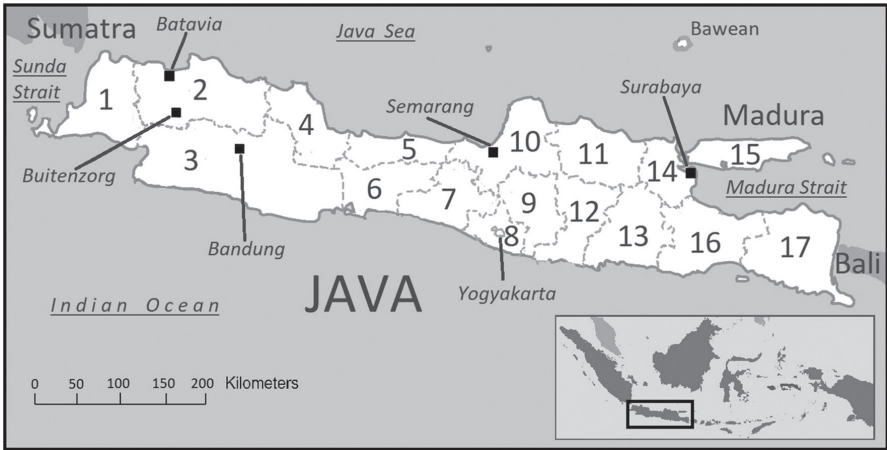 Sumatra
Batavia
Java Sea
Bawean
Sunda
Strait
1
2
Surabaya
Semarang
Madura
4
10
3
5
11
14
15
Buitenzorg
6
7
9
12
Madura Strait
8
13
16
17
Bandung
Bali
Yogyakarta
JAVA
Indian Ocean
0 50 100 150 200 Kilometers